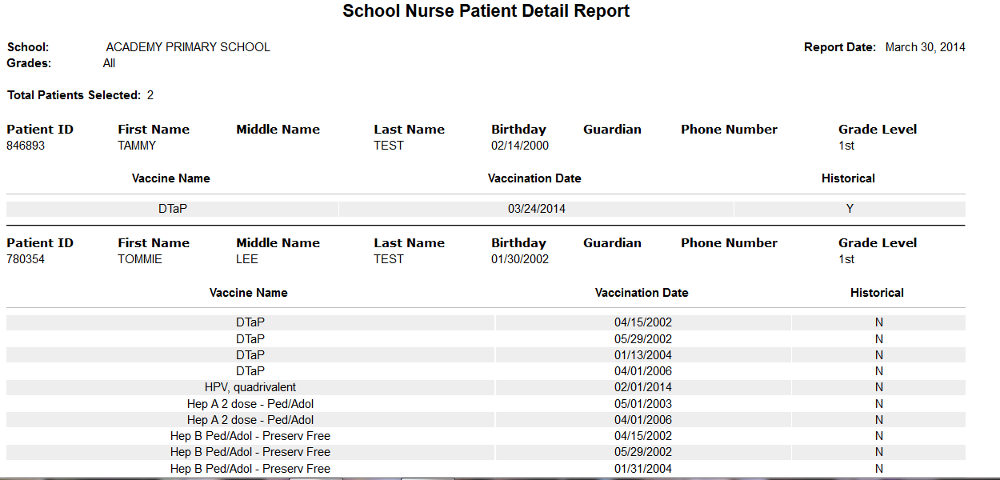 School Nurse Patient Detail Report
School: ACADEMY PRIMARY SCHOOL Report Date: March 30, 2014
Grades: All
Total Patients Selected: 2
Patient ID First Name Middle Name Last Name Birthday Guardian Phone Number Grade Level
846893 TAMMY TEST 02/14/2000 1st
Vaccine Name Vaccination Date Historical
DTaP 03/24/2014 Y
Patient ID First Name Middle Name Last Name Birthday Guardian Phone Number Grade Level
780354 TOMMIE LEE TEST 01/30/2002 1st
Vaccine Name Vaccination Date Historical
DTaP 04/15/2002 N
DTaP 05/29/2002 N
DTaP 01/13/2004 N
DTaP 04/01/2006 N
HPV, quadrivalent 02/01/2014 N
Hep A 2 dose - Ped/Adol 05/01/2003 N
Hep A 2 dose - Ped/Adol 04/01/2006 N
Hep B Ped/Adol - Preserv Free 04/15/2002 N
Hep B Ped/Adol - Preserv Free 05/29/2002 N
Hep B Ped/Adol - Preserv Free 01/31/2004 N